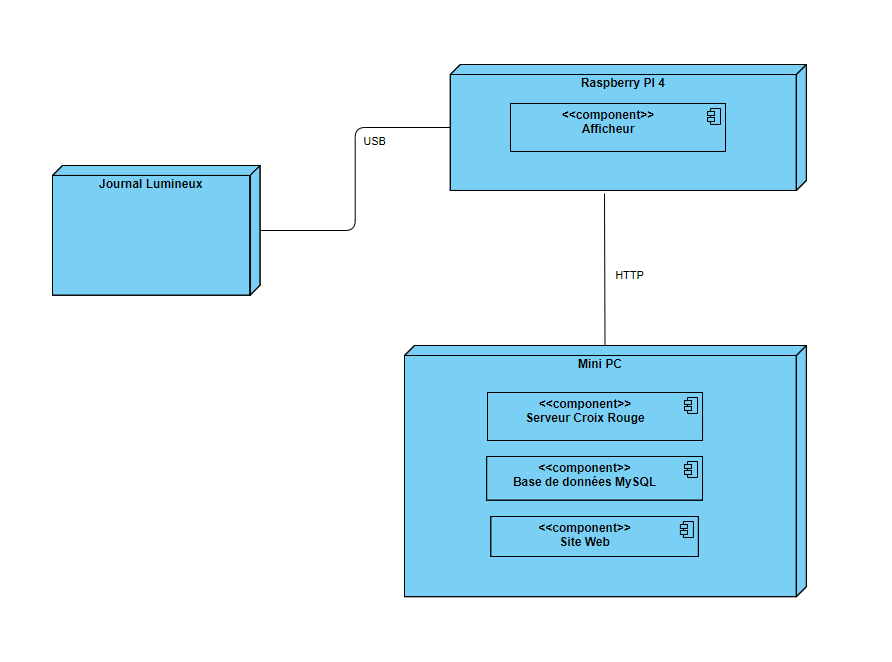 Raspberry PI 4
<<component>>
Afficheur
USB
Journal Lumineux
HTTP
Mini PC
<<component>>
Serveur Croix Rouge
<<component>>
Base de données MySQL
<<component>>
Site Web